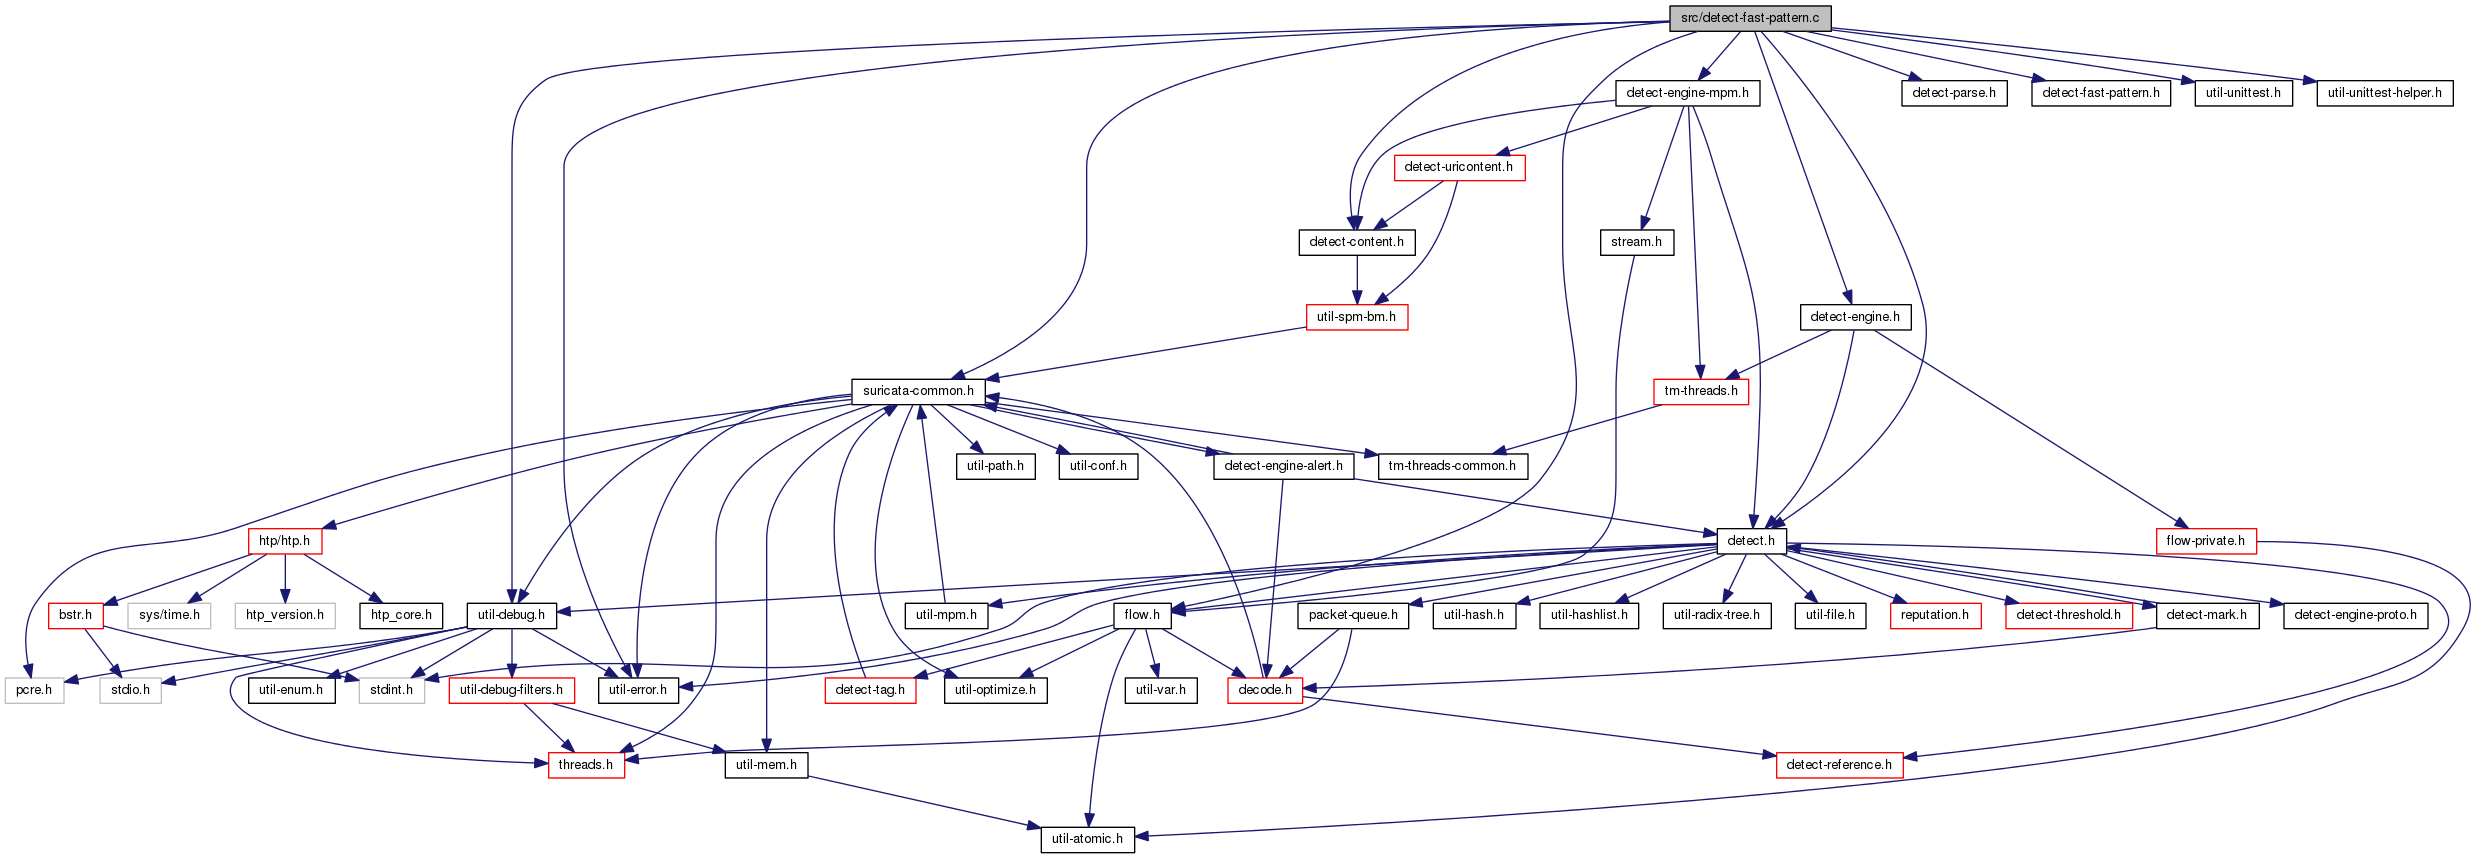 src/detect-fast-pattern.c
detect-engine-mpm.h
detect-parse.h
detect-fast-pattern.h
util-unittest.h
util-unittest-helper.h
detect-uricontent.h
detect-content.h
stream.h
util-spm-bm.h
detect-engine.h
suricata-common.h
tm-threads.h
util-path.h
util-conf.h
detect-engine-alert.h
tm-threads-common.h
htp/htp.h
detect.h
flow-private.h
bstr.h
sys/time.h
htp_version.h
htp_core.h
util-debug.h
util-mpm.h
flow.h
packet-queue.h
util-hash.h
util-hashlist.h
util-radix-tree.h
util-file.h
reputation.h
detect-threshold.h
detect-mark.h
detect-engine-proto.h
pcre.h
stdio.h
util-enum.h
stdint.h
util-debug-filters.h
util-error.h
detect-tag.h
util-optimize.h
util-var.h
decode.h
threads.h
util-mem.h
detect-reference.h
util-atomic.h